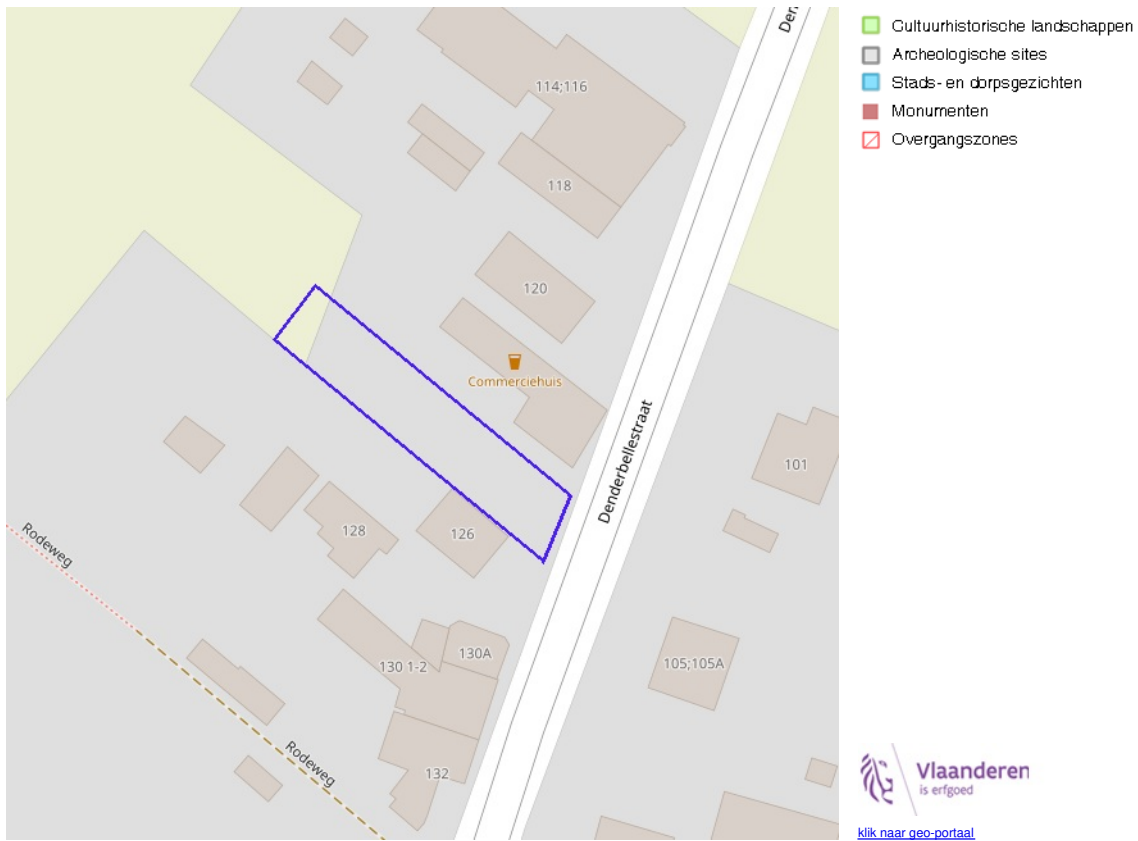 Den
114;116
118
120
Commerciehuis
Denderbellestraat
101
128
126
Rodeweg
130A
130 1-2
105;105A
Rodeweg
132
Cultuurhistorische landschappen
Archeologische sites
Stads- en dorpsgezichten
Monumenten
Overgangszones
Vlaanderen
is erfgoed
klik naar geo-portaal